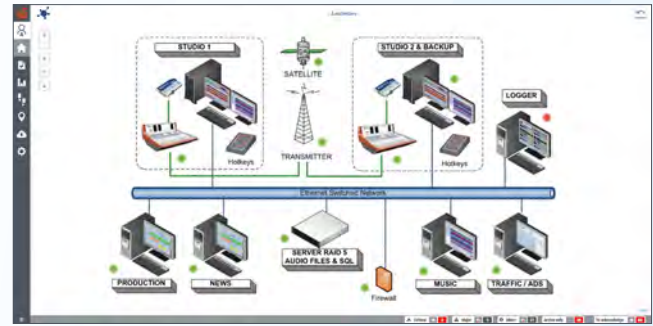 STUDIO 1
SATELLITE
STUDIO 2 & BACKUP
LOGGER
TRANSMITTER
Hotkeys
Hotkeys
Ethernet Switched Network
PRODUCTION
NEWS
SERVER RAID 5
AUDIO FILES & SQL
Firewall
MUSIC
TRAFFIC / ADS